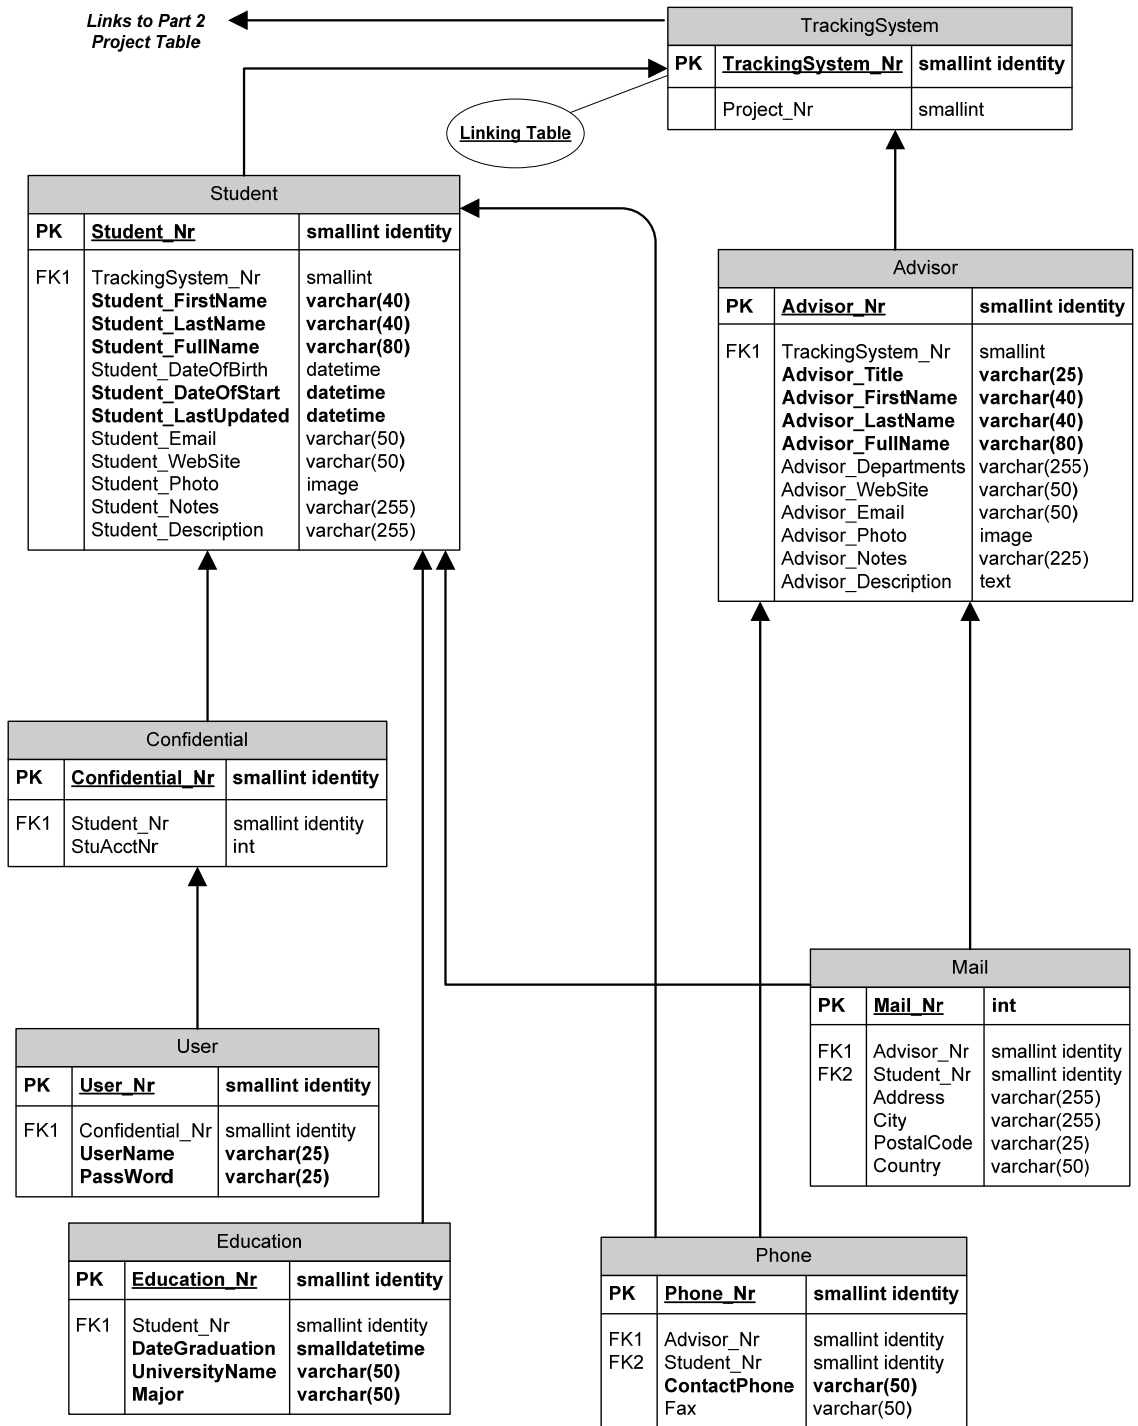 Links to Part 2
Project Table
TrackingSystem
PK TrackingSystem_Nr smallint identity
Project_Nr smallint
Linking Table
Student
PK Student_Nr smallint identity
FK1 TrackingSystem_Nr smallint
Student_FirstName varchar(40)
Student_LastName varchar(40)
Student_FullName varchar(80)
Student_DateOfBirth datetime
Student_DateOfStart datetime
Student_LastUpdated datetime
Student_Email varchar(50)
Student_WebSite varchar(50)
Student_Photo image
Student_Notes varchar(255)
Student_Description varchar(255)
Advisor
PK Advisor_Nr smallint identity
FK1 TrackingSystem_Nr smallint
Advisor_Title varchar(25)
Advisor_FirstName varchar(40)
Advisor_LastName varchar(40)
Advisor_FullName varchar(80)
Advisor_Departments varchar(255)
Advisor_WebSite varchar(50)
Advisor_Email varchar(50)
Advisor_Photo image
Advisor_Notes varchar(225)
Advisor_Description text
Confidential
PK Confidential_Nr smallint identity
FK1 Student_Nr smallint identity
StuAcctNr int
Mail
PK Mail_Nr int
FK1 Advisor_Nr smallint identity
FK2 Student_Nr smallint identity
Address varchar(255)
City varchar(255)
PostalCode varchar(25)
Country varchar(50)
User
PK User_Nr smallint identity
FK1 Confidential_Nr smallint identity
UserName varchar(25)
PassWord varchar(25)
Education
PK Education_Nr smallint identity
FK1 Student_Nr smallint identity
DateGraduation smalldatetime
UniversityName varchar(50)
Major varchar(50)
Phone
PK Phone_Nr smallint identity
FK1 Advisor_Nr smallint identity
FK2 Student_Nr smallint identity
ContactPhone varchar(50)
Fax varchar(50)